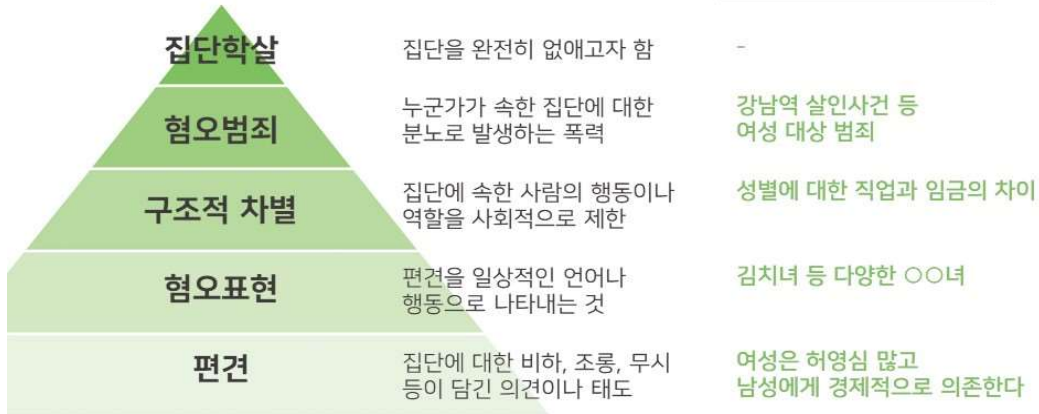 집단학살
집단을 완전히 없애고자 함
-
혐오범죄
누군가가 속한 집단에 대한
분노로 발생하는 폭력
강남역 살인사건 등
여성 대상 범죄
구조적 차별
집단에 속한 사람의 행동이나
역할을 사회적으로 제한
성별에 대한 직업과 임금의 차이
혐오표현
편견을 일상적인 언어나
행동으로 나타내는 것
김치녀 등 다양한 ○○녀
편견
집단에 대한 비하, 조롱, 무시
등이 담긴 의견이나 태도
여성은 허영심 많고
남성에게 경제적으로 의존한다